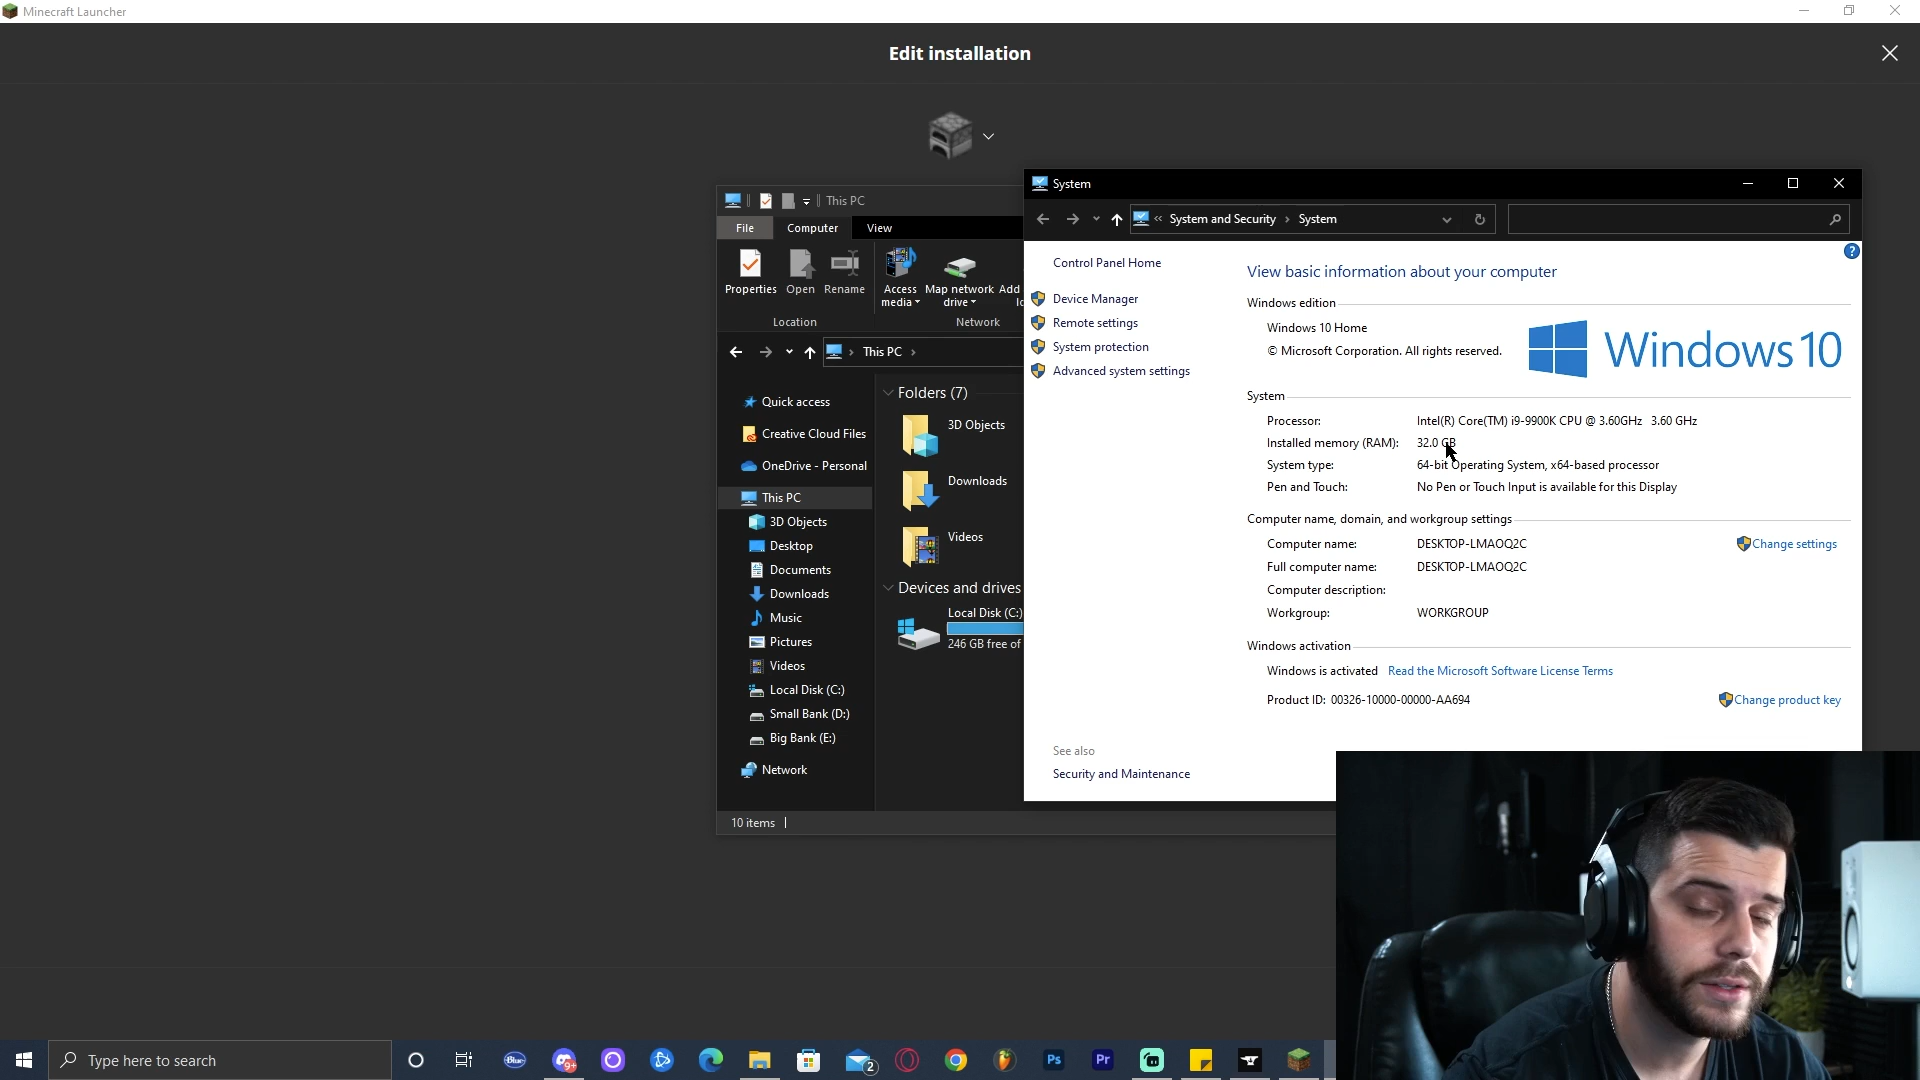 Minecraft Launcher
Edit installation
This PC
File Computer View
Properties Open Rename Access media Map network drive Add
Location Network
This PC
Quick access
Creative Cloud Files
OneDrive - Personal
This PC
3D Objects
Desktop
Documents
Downloads
Music
Pictures
Videos
Local Disk (C:)
Small Bank (D:)
Big Bank (E:)
Network
Folders (7)
3D Objects
Downloads
Videos
Devices and drives
Local Disk (C:)
246 GB free of
10 items
System
System and Security System
Control Panel Home
Device Manager
Remote settings
System protection
Advanced system settings
See also
Security and Maintenance
View basic information about your computer
Windows edition
Windows 10 Home
© Microsoft Corporation. All rights reserved.
Windows 10
System
Processor: Intel(R) Core(TM) i9-9900K CPU @ 3.60GHz 3.60 GHz
Installed memory (RAM): 32.0 GB
System type: 64-bit Operating System, x64-based processor
Pen and Touch: No Pen or Touch Input is available for this Display
Computer name, domain, and workgroup settings
Computer name: DESKTOP-LMAOQ2C Change settings
Full computer name: DESKTOP-LMAOQ2C
Computer description:
Workgroup: WORKGROUP
Windows activation
Windows is activated Read the Microsoft Software License Terms
Product ID: 00326-10000-00000-AA694 Change product key
Type here to search
Blue
9+
2
Ps
Pr